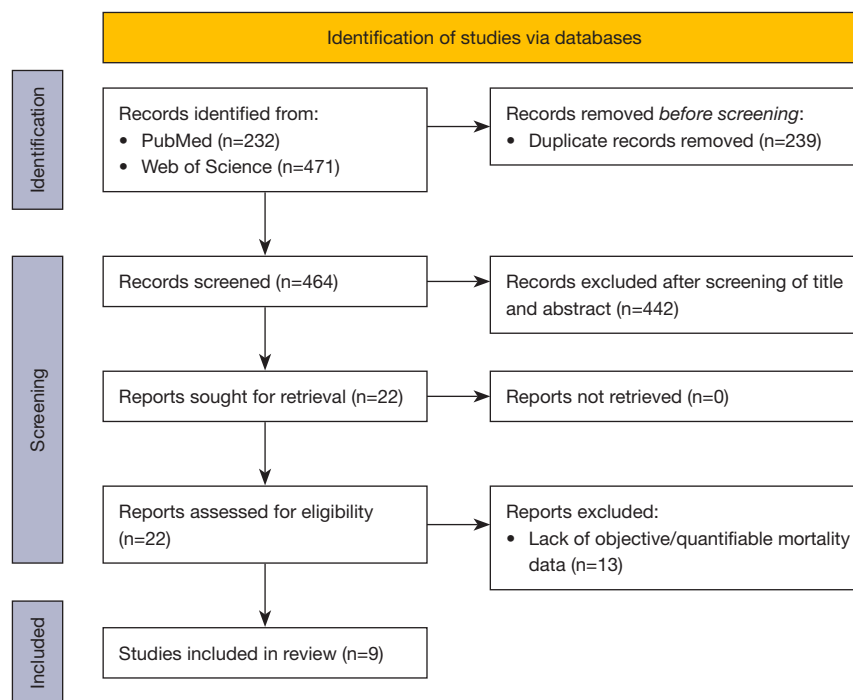 Identification of studies via databases
Identification
Records identified from:
• PubMed (n=232)
• Web of Science (n=471)
Records removed before screening:
• Duplicate records removed (n=239)
Screening
Records screened (n=464)
Records excluded after screening of title
and abstract (n=442)
Reports sought for retrieval (n=22)
Reports not retrieved (n=0)
Reports assessed for eligibility
(n=22)
Reports excluded:
• Lack of objective/quantifiable mortality
data (n=13)
Included
Studies included in review (n=9)